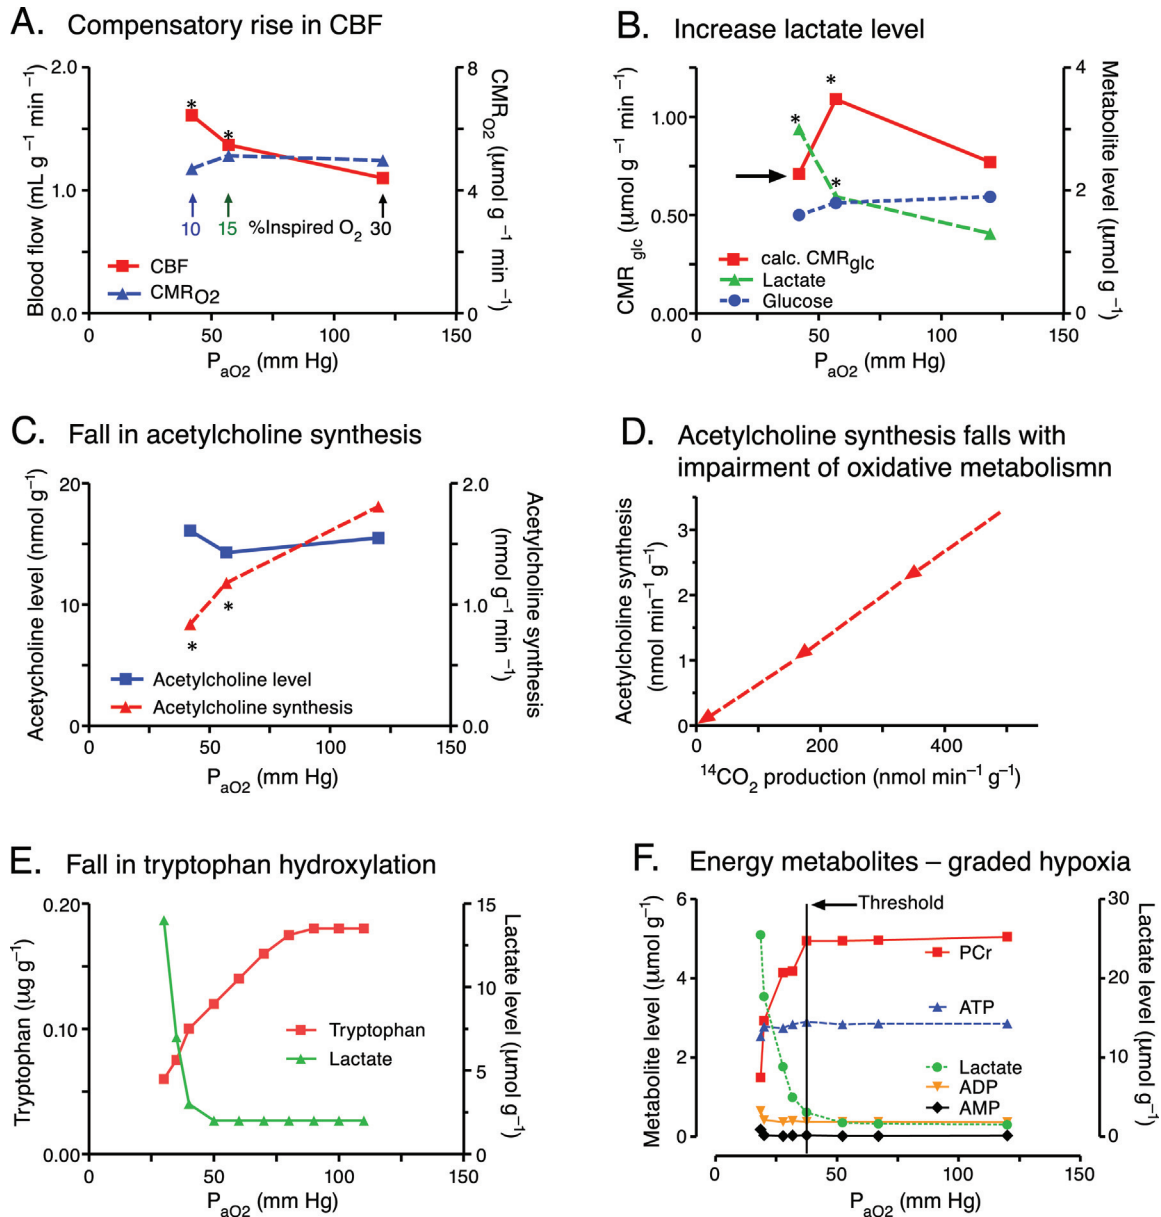 A. Compensatory rise in CBF
Blood flow (mL g⁻¹ min⁻¹)
2.0
1.0
0.0
CMR_O2 (μmol g⁻¹ min⁻¹)
8
4
0
*
*
10
15
%Inspired O₂
30
CBF
CMR_O2
0
50
100
150
P_aO2 (mm Hg)
B. Increase lactate level
CMR_glc (μmol g⁻¹ min⁻¹)
1.00
0.50
0.00
Metabolite level (μmol g⁻¹)
4
2
0
*
*
*
calc. CMR_glc
Lactate
Glucose
0
50
100
150
P_aO2 (mm Hg)
C. Fall in acetylcholine synthesis
Acetycholine level (nmol g⁻¹)
20
10
0
Acetylcholine synthesis
(nmol g⁻¹ min⁻¹)
2.0
1.0
0.0
*
*
Acetylcholine level
Acetylcholine synthesis
0
50
100
150
P_aO2 (mm Hg)
D. Acetylcholine synthesis falls with
impairment of oxidative metabolismn
Acetylcholine synthesis
(nmol min⁻¹ g⁻¹)
3
2
1
0
0
200
400
¹⁴CO₂ production (nmol min⁻¹ g⁻¹)
E. Fall in tryptophan hydroxylation
Tryptophan (μg g⁻¹)
0.20
0.10
0.00
Lactate level (μmol g⁻¹)
15
10
5
0
Tryptophan
Lactate
0
50
100
150
P_aO2 (mm Hg)
F. Energy metabolites – graded hypoxia
Metabolite level (μmol g⁻¹)
6
4
2
0
Lactate level (μmol g⁻¹)
30
20
10
0
Threshold
PCr
ATP
Lactate
ADP
AMP
0
50
100
150
P_aO2 (mm Hg)